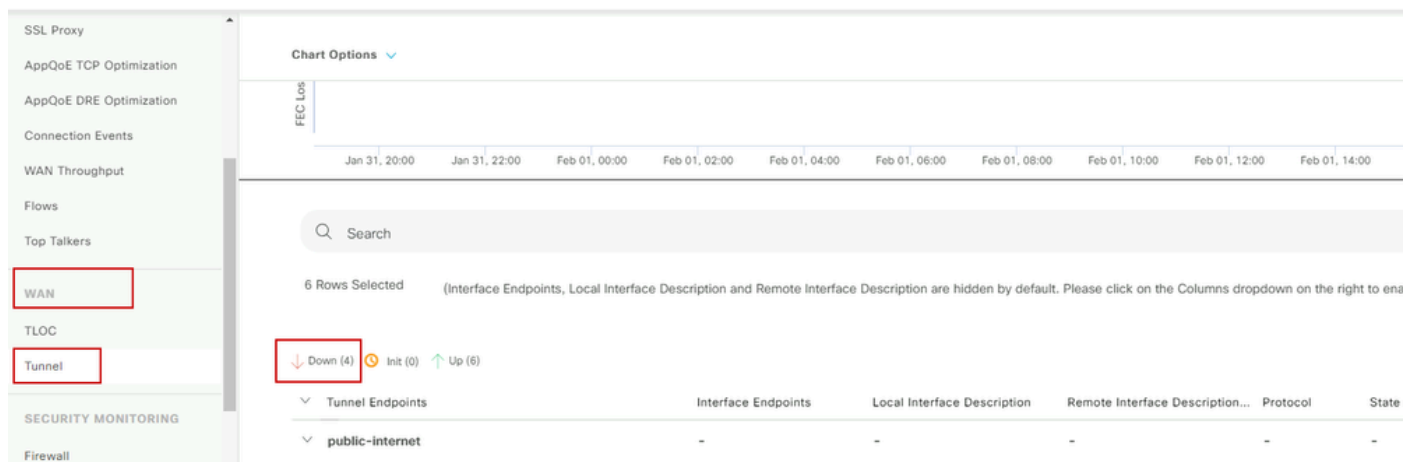 SSL Proxy
AppQoE TCP Optimization
AppQoE DRE Optimization
Connection Events
WAN Throughput
Flows
Top Talkers
WAN
TLOC
Tunnel
SECURITY MONITORING
Firewall
Chart Options
FEC Los
Jan 31, 20:00 Jan 31, 22:00 Feb 01, 00:00 Feb 01, 02:00 Feb 01, 04:00 Feb 01, 06:00 Feb 01, 08:00 Feb 01, 10:00 Feb 01, 12:00 Feb 01, 14:00
Search
6 Rows Selected (Interface Endpoints, Local Interface Description and Remote Interface Description are hidden by default. Please click on the Columns dropdown on the right to ena
Down (4) Init (0) Up (6)
Tunnel Endpoints Interface Endpoints Local Interface Description Remote Interface Description... Protocol State
public-internet - - - - -